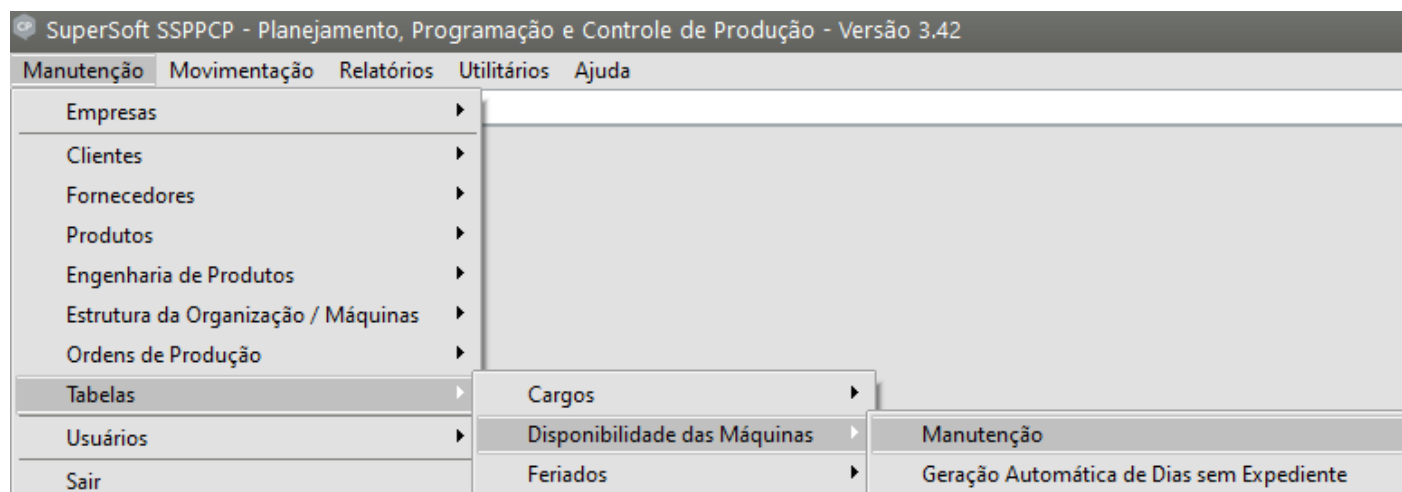 SuperSoft SSPPCP - Planejamento, Programação e Controle de Produção - Versão 3.42
Manutenção Movimentação Relatórios Utilitários Ajuda
Empresas
Clientes
Fornecedores
Produtos
Engenharia de Produtos
Estrutura da Organização / Máquinas
Ordens de Produção
Tabelas
Usuários
Sair
Cargos
Disponibilidade das Máquinas
Feriados
Manutenção
Geração Automática de Dias sem Expediente